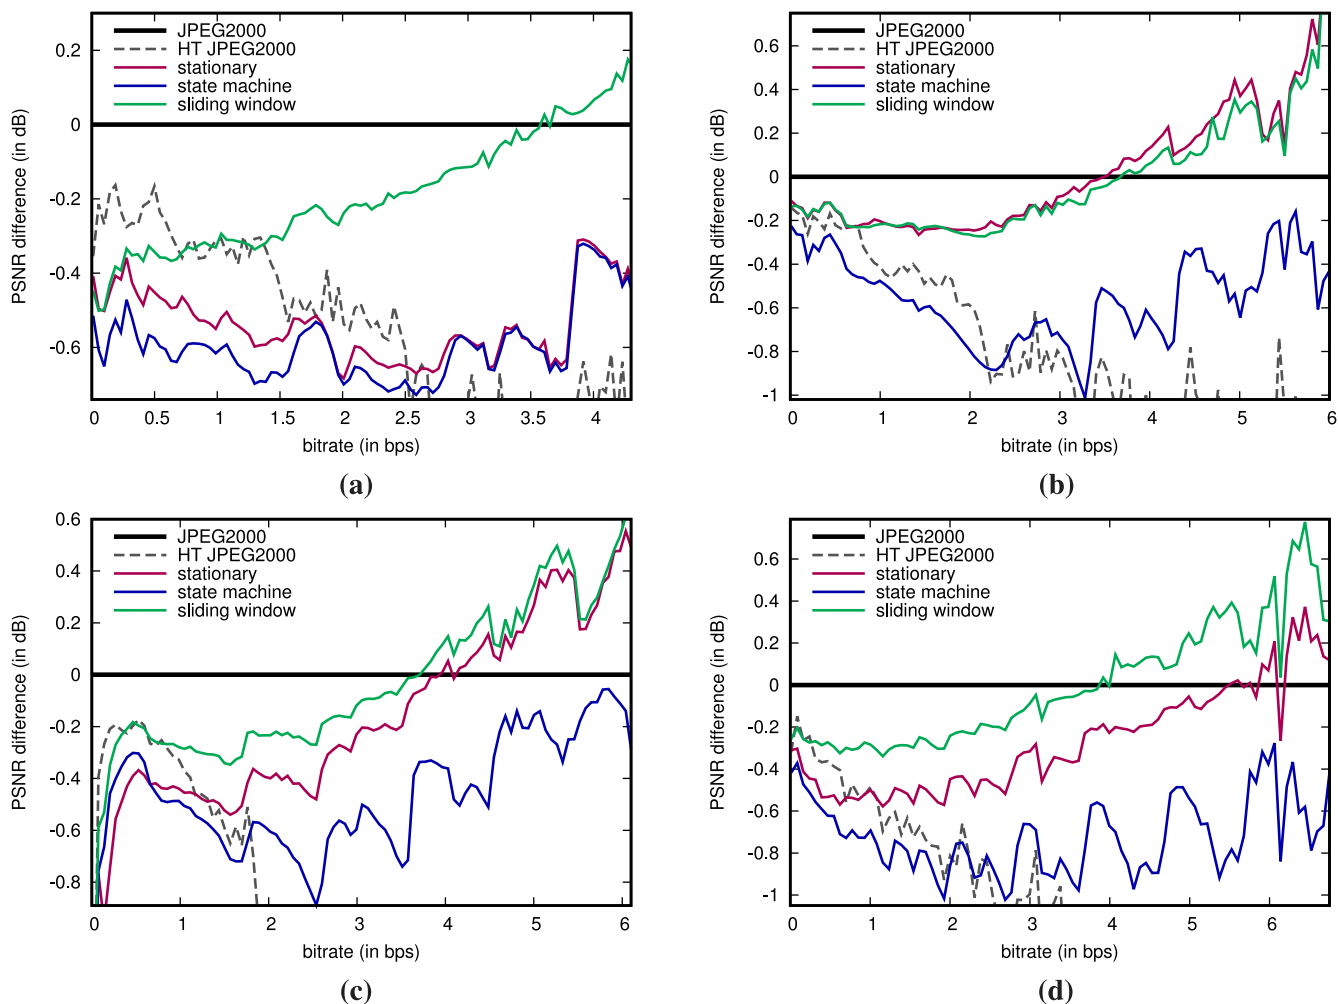 JPEG2000
HT JPEG2000
stationary
state machine
sliding window
0.2
0
-0.2
-0.4
-0.6
PSNR difference (in dB)
0 0.5 1 1.5 2 2.5 3 3.5 4
bitrate (in bps)
(a)
JPEG2000
HT JPEG2000
stationary
state machine
sliding window
0.6
0.4
0.2
0
-0.2
-0.4
-0.6
-0.8
-1
PSNR difference (in dB)
0 1 2 3 4 5 6
bitrate (in bps)
(b)
JPEG2000
HT JPEG2000
stationary
state machine
sliding window
0.6
0.4
0.2
0
-0.2
-0.4
-0.6
-0.8
PSNR difference (in dB)
0 1 2 3 4 5 6
bitrate (in bps)
(c)
JPEG2000
HT JPEG2000
stationary
state machine
sliding window
0.6
0.4
0.2
0
-0.2
-0.4
-0.6
-0.8
-1
PSNR difference (in dB)
0 1 2 3 4 5 6
bitrate (in bps)
(d)